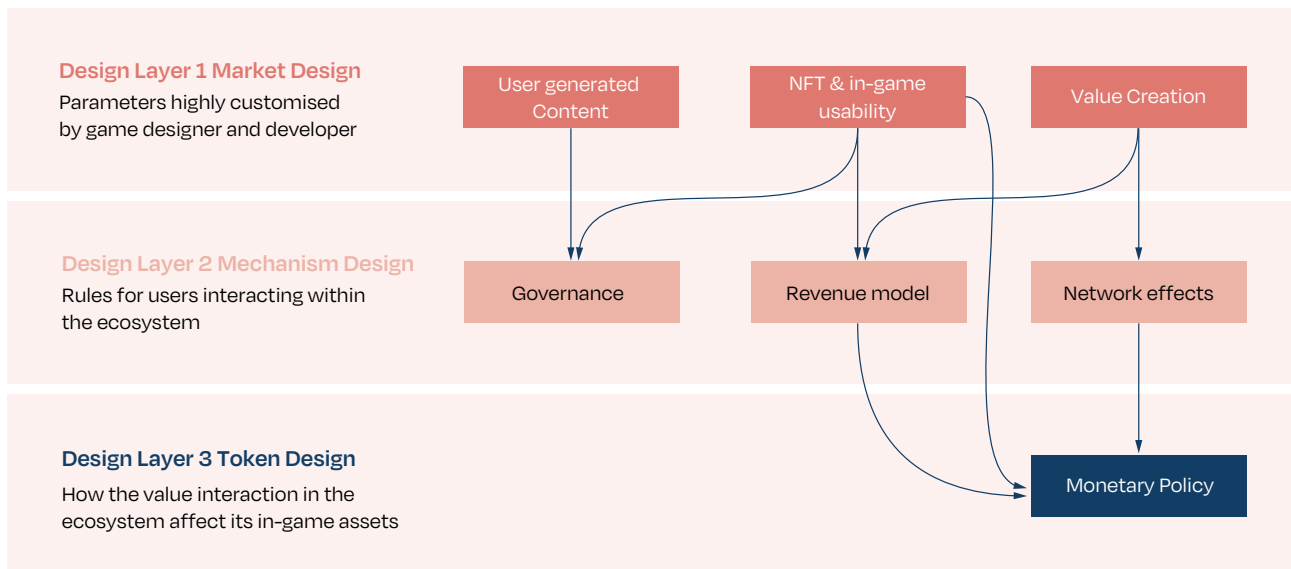 Design Layer 1 Market Design
Parameters highly customised
by game designer and developer
User generated
Content
NFT & in-game
usability
Value Creation
Design Layer 2 Mechanism Design
Rules for users interacting within
the ecosystem
Governance
Revenue model
Network effects
Design Layer 3 Token Design
How the value interaction in the
ecosystem affect its in-game assets
Monetary Policy